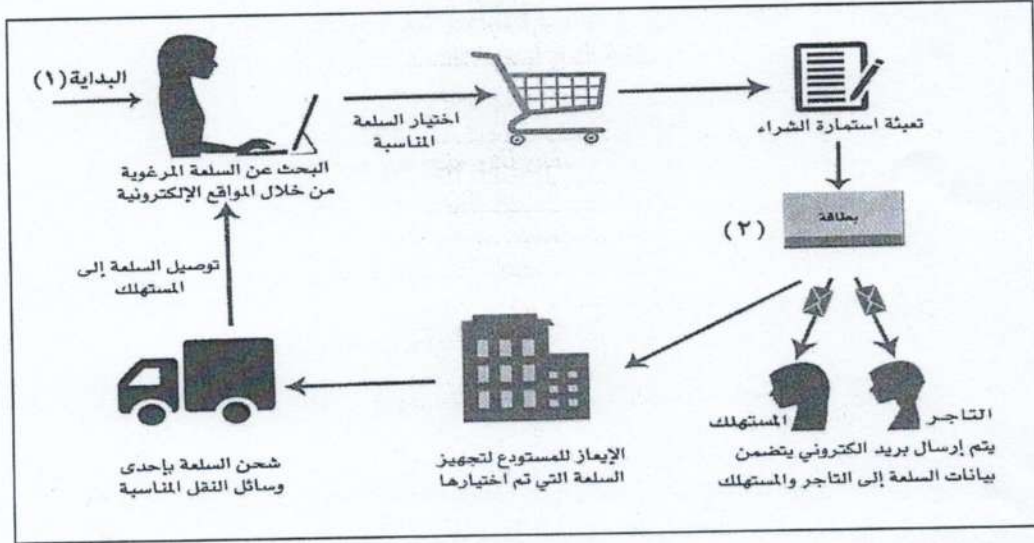 البداية(١)
البحث عن السلعة المرغوبة
من خلال المواقع الإلكترونية
اختيار السلعة
المناسبة
تعبئة استمارة الشراء
بطاقة
(٢)
التاجر
المستهلك
يتم إرسال بريد الكتروني يتضمن
بيانات السلعة إلى التاجر والمستهلك
الإيعاز للمستودع لتجهيز
السلعة التي تم اختيارها
شحن السلعة بإحدى
وسائل النقل المناسبة
توصيل السلعة إلى
المستهلك